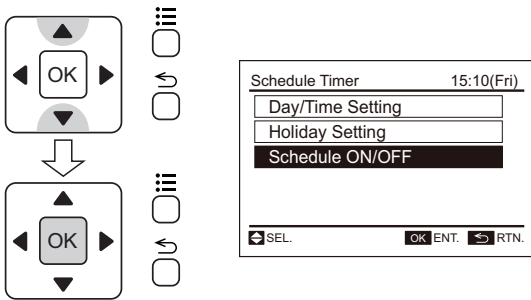 OK
OK
Schedule Timer 15:10(Fri)
Day/Time Setting
Holiday Setting
Schedule ON/OFF
SEL. OK ENT. RTN.